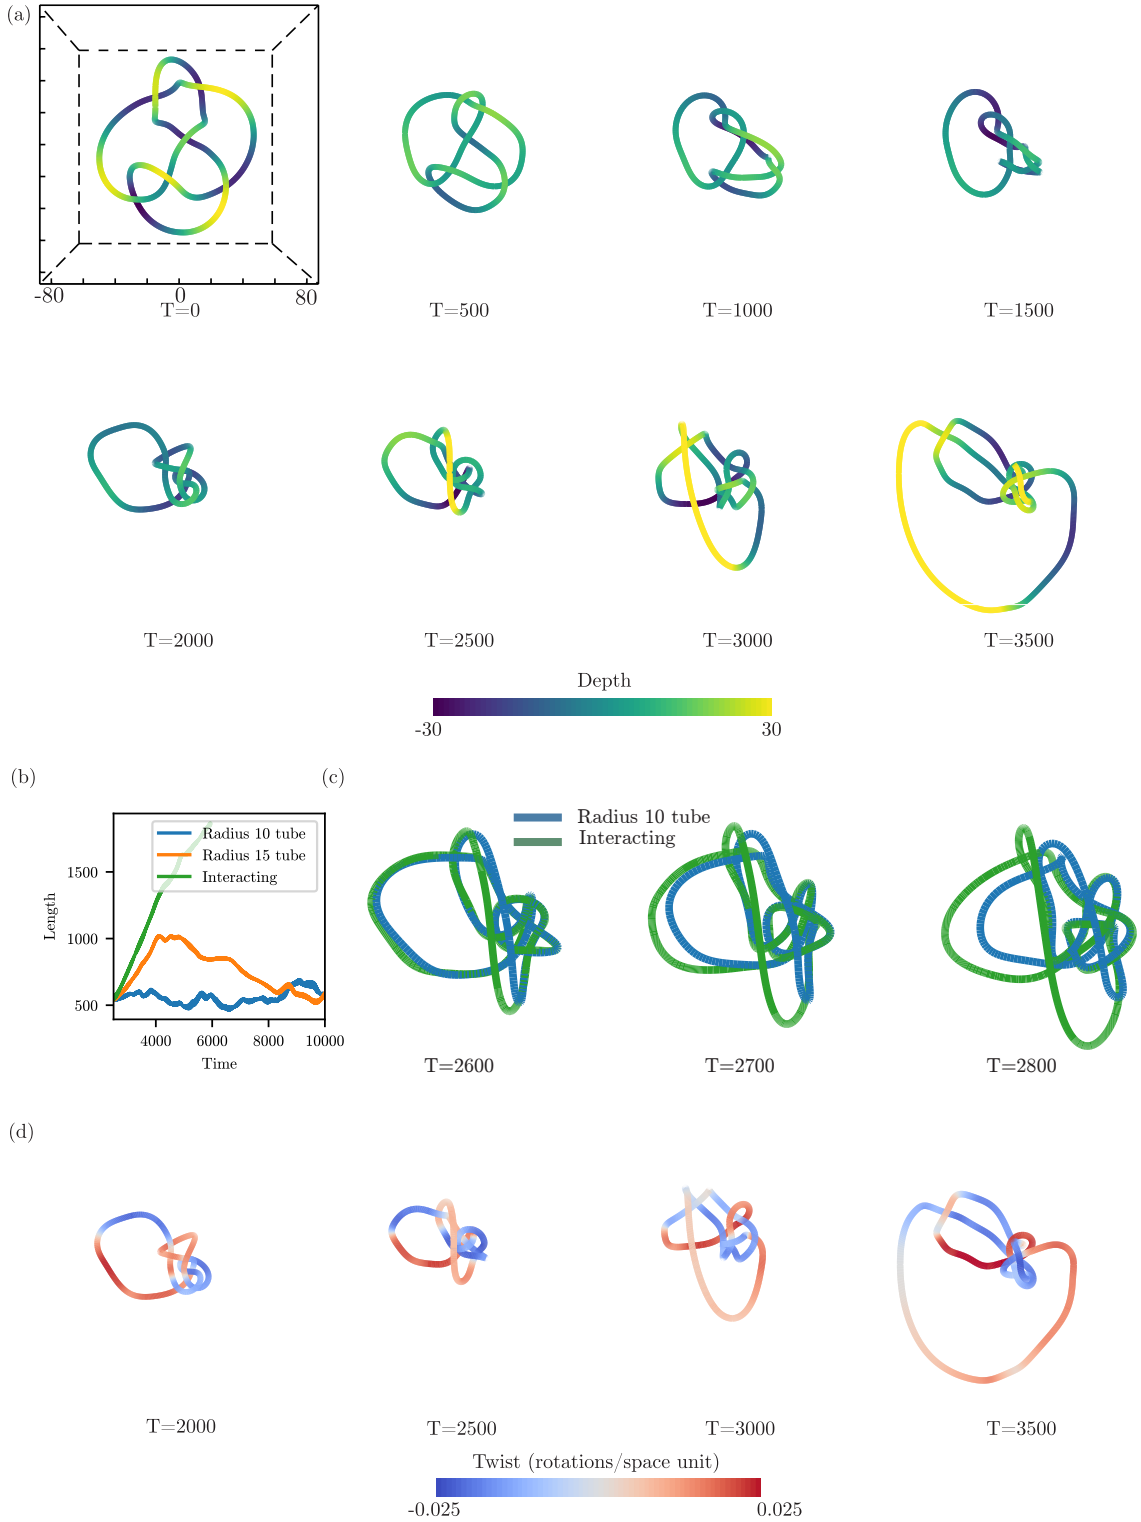 (a)
-80 0 80
T=0 T=500 T=1000 T=1500
T=2000 T=2500 T=3000 T=3500
Depth
-30 30
(b) (c)
Radius 10 tube
Radius 15 tube
Interacting
1500
1000
500
Length
4000 6000 8000 10000
Time
Radius 10 tube
Interacting
T=2600 T=2700 T=2800
(d)
T=2000 T=2500 T=3000 T=3500
Twist (rotations/space unit)
-0.025 0.025